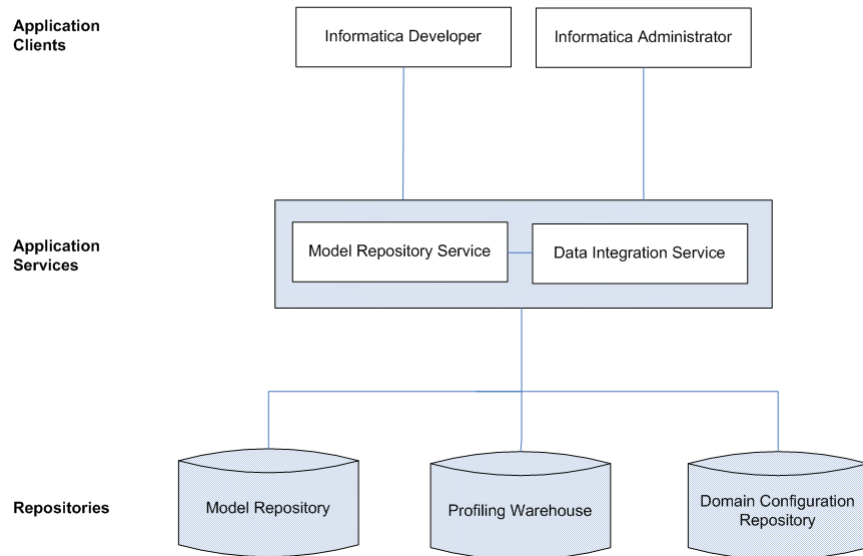 Application
Clients
Informatica Developer
Informatica Administrator
Application
Services
Model Repository Service
Data Integration Service
Repositories
Model Repository
Profiling Warehouse
Domain Configuration
Repository